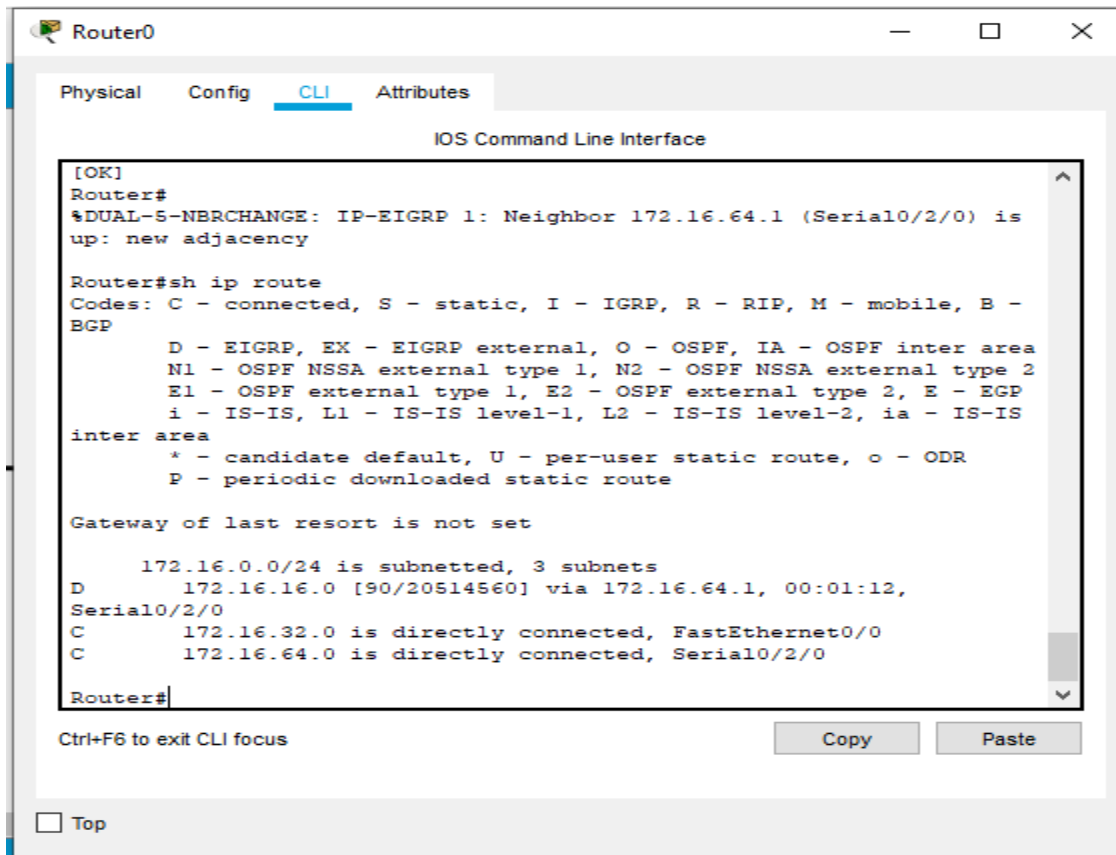 Router0
Physical Config CLI Attributes
IOS Command Line Interface
[OK]
Router#
%DUAL-5-NBRCHANGE: IP-EIGRP 1: Neighbor 172.16.64.1 (Serial0/2/0) is
up: new adjacency
Router#sh ip route
Codes: C - connected, S - static, I - IGRP, R - RIP, M - mobile, B -
BGP
D - EIGRP, EX - EIGRP external, O - OSPF, IA - OSPF inter area
N1 - OSPF NSSA external type 1, N2 - OSPF NSSA external type 2
E1 - OSPF external type 1, E2 - OSPF external type 2, E - EGP
i - IS-IS, L1 - IS-IS level-1, L2 - IS-IS level-2, ia - IS-IS
inter area
* - candidate default, U - per-user static route, o - ODR
P - periodic downloaded static route
Gateway of last resort is not set
172.16.0.0/24 is subnetted, 3 subnets
D 172.16.16.0 [90/20514560] via 172.16.64.1, 00:01:12,
Serial0/2/0
C 172.16.32.0 is directly connected, FastEthernet0/0
C 172.16.64.0 is directly connected, Serial0/2/0
Router#
Ctrl+F6 to exit CLI focus
Copy Paste
Top